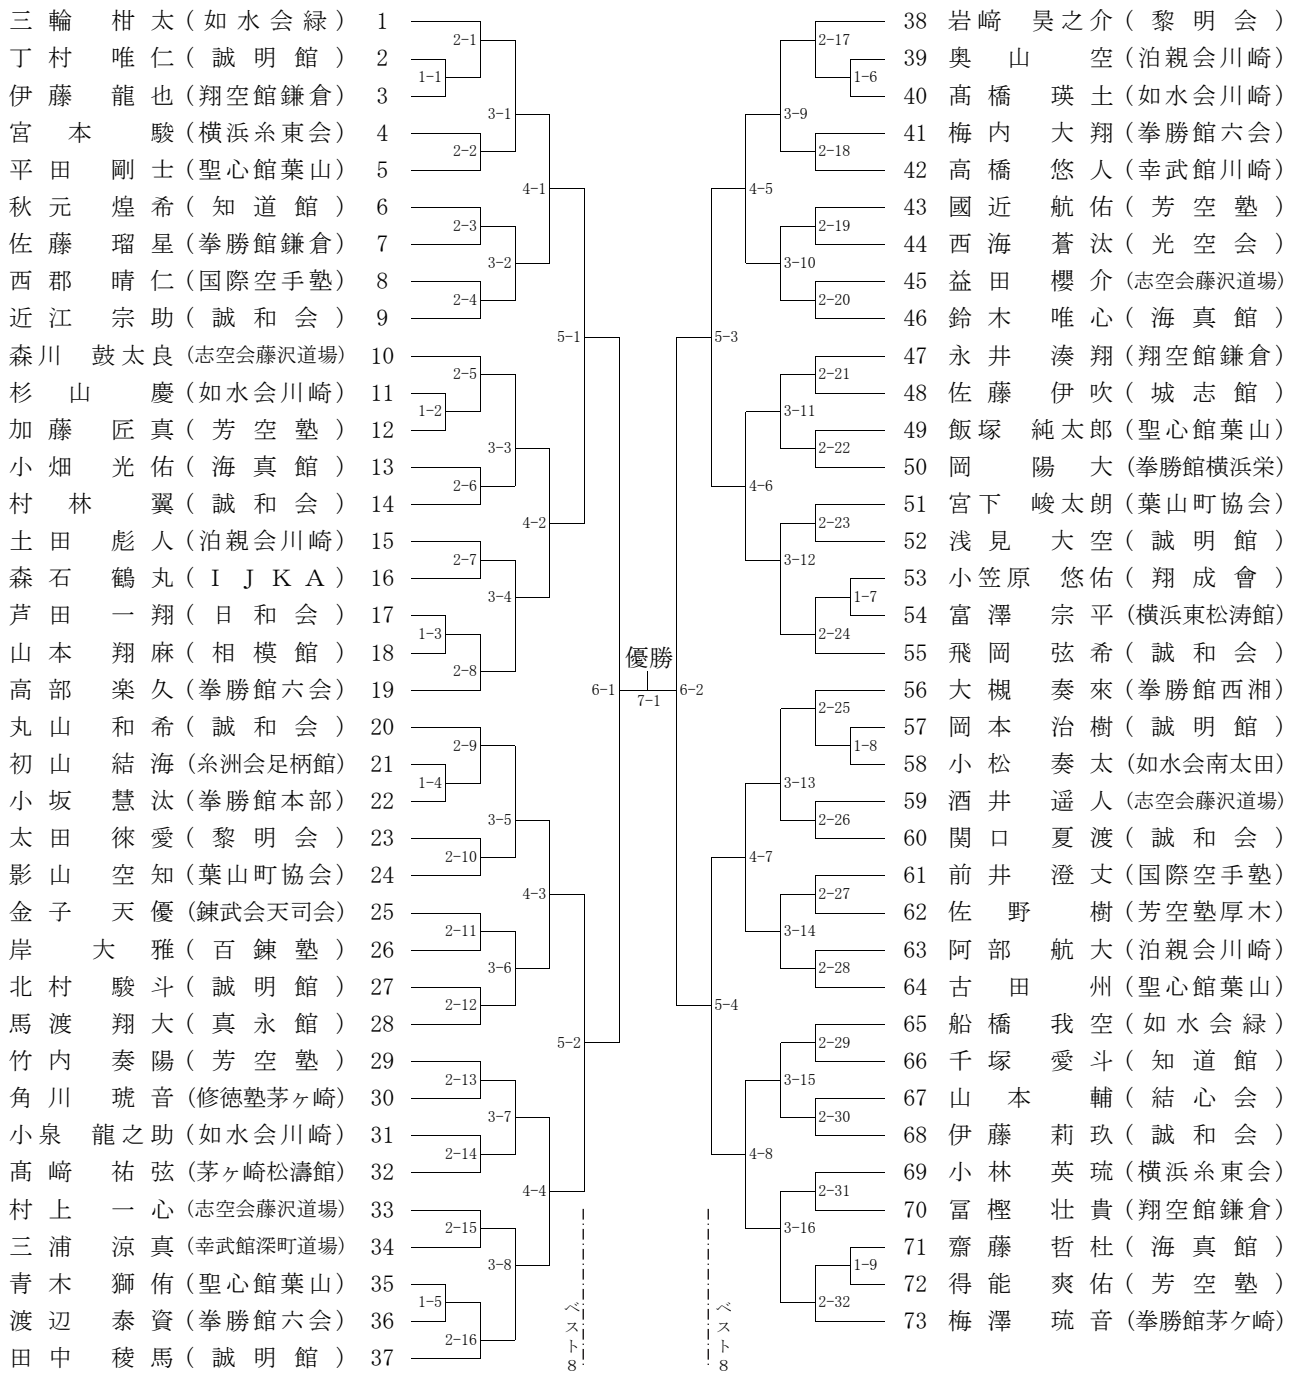 三輪 柑太 (如水会緑) 1
丁村 唯仁 (誠明館) 2
伊藤 龍也 (翔空館鎌倉) 3
宮本 駿 (横浜糸東会) 4
平田 剛士 (聖心館葉山) 5
秋元 煌希 (知道館) 6
佐藤 瑠星 (拳勝館鎌倉) 7
西郡 晴仁 (国際空手塾) 8
近江 宗助 (誠和会) 9
森川 鼓太良 (志空会藤沢道場) 10
杉山 慶 (如水会川崎) 11
加藤 匠真 (芳空塾) 12
小畑 光佑 (海真館) 13
村林 翼 (誠和会) 14
土田 彪人 (泊親会川崎) 15
森石 鶴丸 (IJKA) 16
芦田 一翔 (日和会) 17
山本 翔麻 (相模館) 18
高部 楽久 (拳勝館六会) 19
丸山 和希 (誠和会) 20
初山 結海 (糸洲会足柄館) 21
小坂 慧汰 (拳勝館本部) 22
太田 徠愛 (黎明会) 23
影山 空知 (葉山町協会) 24
金子 天優 (錬武会天司会) 25
岸 大雅 (百錬塾) 26
北村 駿斗 (誠明館) 27
馬渡 翔大 (真永館) 28
竹内 奏陽 (芳空塾) 29
角川 琥音 (修徳塾茅ヶ崎) 30
小泉 龍之助 (如水会川崎) 31
髙﨑 祐弦 (茅ヶ崎松濤館) 32
村上 一心 (志空会藤沢道場) 33
三浦 涼真 (幸武館深町道場) 34
青木 獅侑 (聖心館葉山) 35
渡辺 泰資 (拳勝館六会) 36
田中 稜馬 (誠明館) 37
1-1
1-2
1-3
1-4
1-5
2-1
2-2
2-3
2-4
2-5
2-6
2-7
2-8
2-9
2-10
2-11
2-12
2-13
2-14
2-15
2-16
3-1
3-2
3-3
3-4
3-5
3-6
3-7
3-8
4-1
4-2
4-3
4-4
5-1
5-2
6-1
優勝
7-1
6-2
5-3
5-4
4-5
4-6
4-7
4-8
3-9
3-10
3-11
3-12
3-13
3-14
3-15
3-16
2-17
2-18
2-19
2-20
2-21
2-22
2-23
2-24
2-25
2-26
2-27
2-28
2-29
2-30
2-31
2-32
1-6
1-7
1-8
1-9
ベスト8
ベスト8
38 岩﨑 昊之介 (黎明会)
39 奥山 空 (泊親会川崎)
40 髙橋 瑛土 (如水会川崎)
41 梅内 大翔 (拳勝館六会)
42 高橋 悠人 (幸武館川崎)
43 國近 航佑 (芳空塾)
44 西海 蒼汰 (光空会)
45 益田 櫻介 (志空会藤沢道場)
46 鈴木 唯心 (海真館)
47 永井 湊翔 (翔空館鎌倉)
48 佐藤 伊吹 (城志館)
49 飯塚 純太郎 (聖心館葉山)
50 岡 陽大 (拳勝館横浜栄)
51 宮下 峻太朗 (葉山町協会)
52 浅見 大空 (誠明館)
53 小笠原 悠佑 (翔成會)
54 富澤 宗平 (横浜東松涛館)
55 飛岡 弦希 (誠和会)
56 大槻 奏來 (拳勝館西湘)
57 岡本 治樹 (誠明館)
58 小松 奏太 (如水会南太田)
59 酒井 遥人 (志空会藤沢道場)
60 関口 夏渡 (誠和会)
61 前井 澄丈 (国際空手塾)
62 佐野 樹 (芳空塾厚木)
63 阿部 航大 (泊親会川崎)
64 古田 州 (聖心館葉山)
65 船橋 我空 (如水会緑)
66 千塚 愛斗 (知道館)
67 山本 輔 (結心会)
68 伊藤 莉玖 (誠和会)
69 小林 英琉 (横浜糸東会)
70 冨樫 壮貴 (翔空館鎌倉)
71 齋藤 哲杜 (海真館)
72 得能 爽佑 (芳空塾)
73 梅澤 琉音 (拳勝館茅ケ崎)